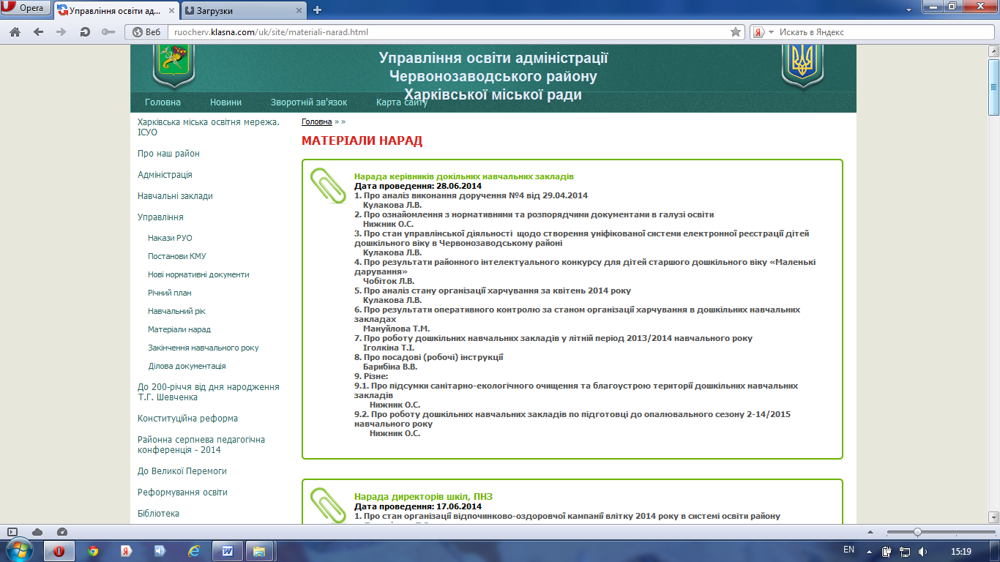 Opera
Управління освіти ад...
Загрузки
Веб
ruocherv.klasna.com/uk/site/materiali-narad.html
Искать в Яндекс
Управління освіти адміністрації
Червонозаводського району
Харківської міської ради
Головна
Новини
Зворотній зв'язок
Карта сайту
Харківська міська освітня мережа.
ІСУО
Про наш район
Адміністрація
Навчальні заклади
Управління
Накази РУО
Постанови КМУ
Нові нормативні документи
Річний план
Навчальний рік
Матеріали нарад
Закінчення навчального року
Ділова документація
До 200-річчя від дня народження
Т.Г. Шевченка
Конституційна реформа
Районна серпнева педагогічна
конференція - 2014
До Великої Перемоги
Реформування освіти
Бібліотека
Головна » »
МАТЕРІАЛИ НАРАД
Нарада керівників докільних навчальних закладів
Дата проведення: 28.06.2014
1. Про аналіз виконання доручення №4 від 29.04.2014
Кулакова Л.В.
2. Про ознайомлення з нормативними та розпорядчими документами в галузі освіти
Нижник О.С.
3. Про стан управлінської діяльності щодо створення уніфікованої системи електронної реєстрації дітей
дошкільного віку в Червонозаводському районі
Кулакова Л.В.
4. Про результати районного інтелектуального конкурсу для дітей старшого дошкільного віку «Маленькі
дарування»
Чобіток Л.В.
5. Про аналіз стану організації харчування за квітень 2014 року
Кулакова Л.В.
6. Про результати оперативного контролю за станом організації харчування в дошкільних навчальних
закладах
Мануйлова Т.М.
7. Про роботу дошкільних навчальних закладів у літній період 2013/2014 навчального року
Іголкіна Т.І.
8. Про посадові (робочі) інструкції
Барибіна В.В.
9. Різне:
9.1. Про підсумки санітарно-екологічного очищення та благоустрою території дошкільних навчальних
закладів
Нижник О.С.
9.2. Про роботу дошкільних навчальних закладів по підготовці до опалювального сезону 2-14/2015
навчального року
Нижник О.С.
Нарада директорів шкіл, ПНЗ
Дата проведення: 17.06.2014
1. Про стан організації відпочинково-оздоровчої кампанії влітку 2014 року в системі освіти району
EN
15:19